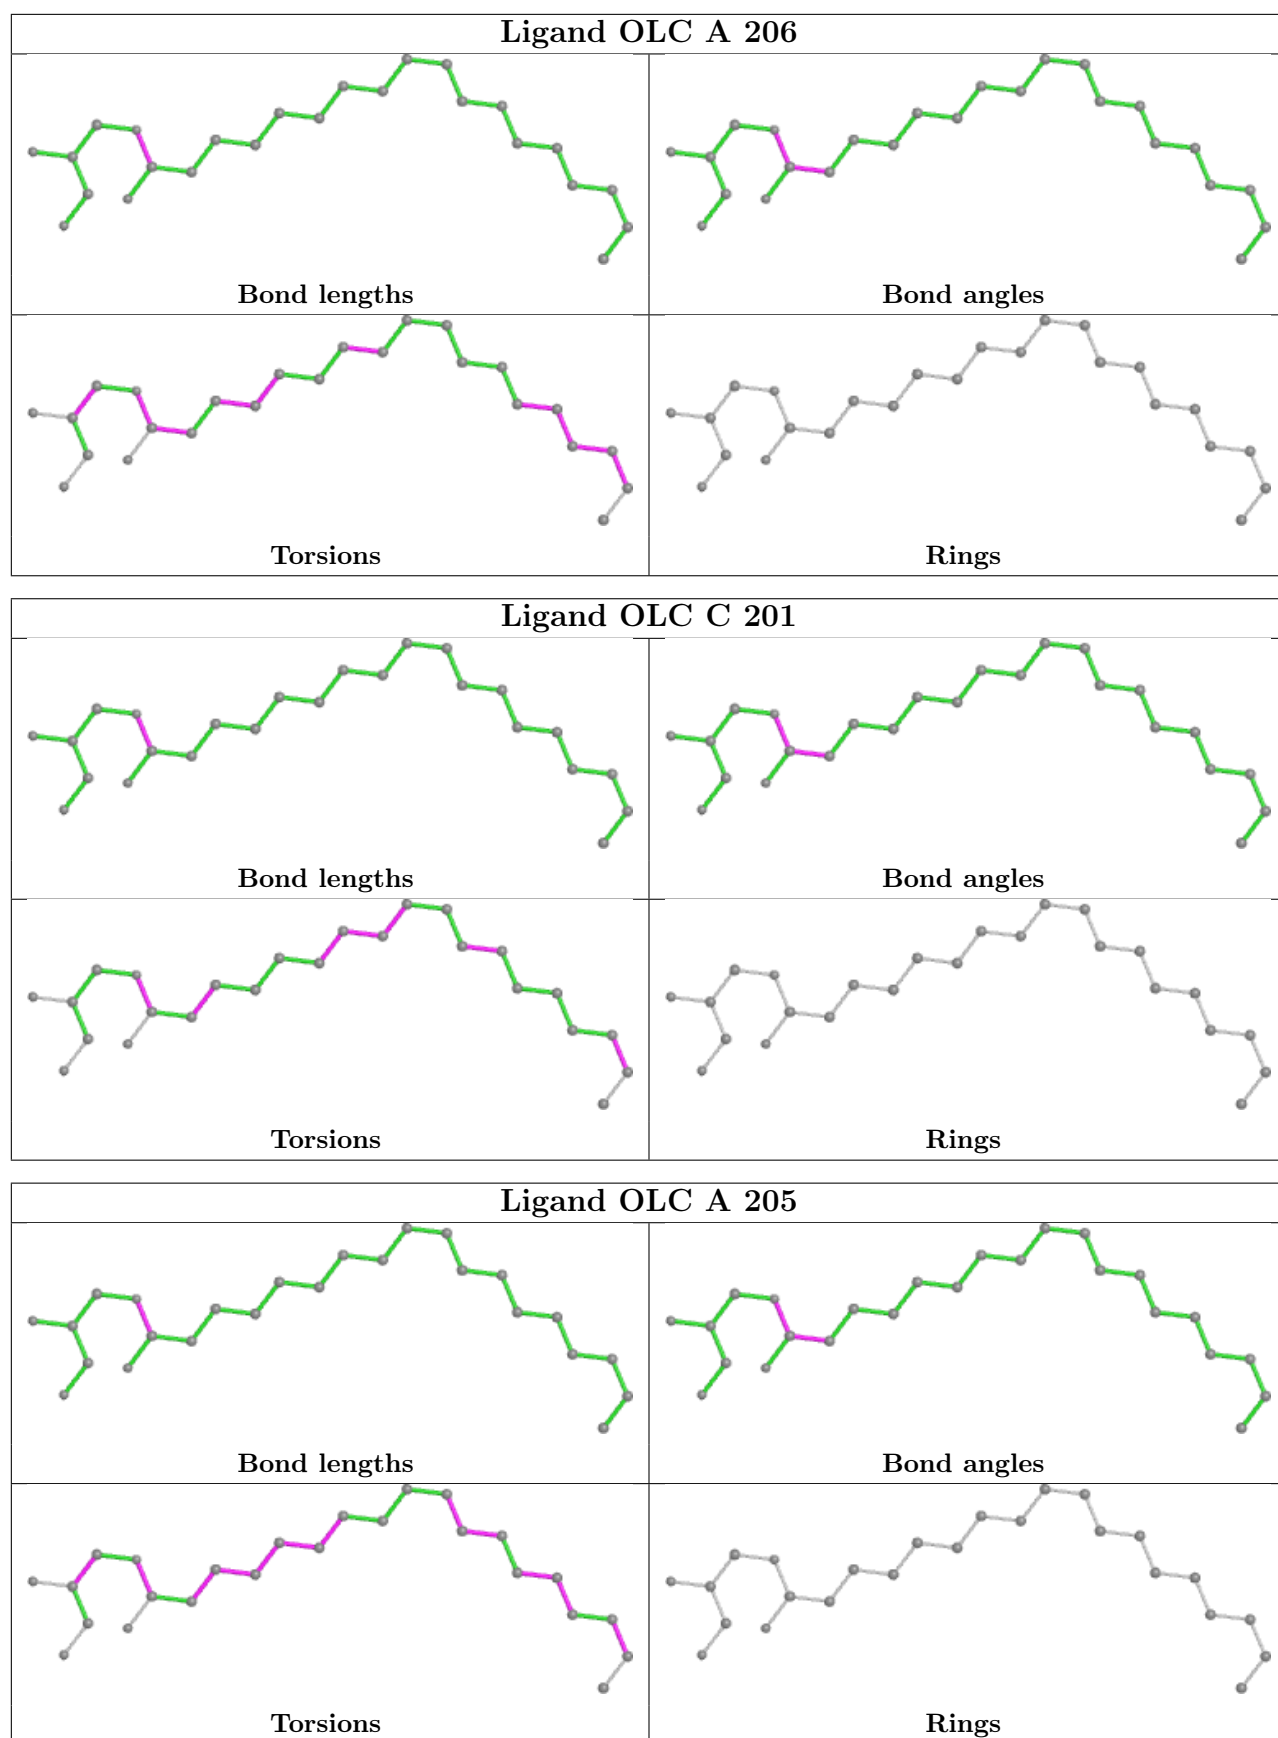 Ligand OLC A 206
Bond lengths
Bond angles
Torsions
Rings
Ligand OLC C 201
Bond lengths
Bond angles
Torsions
Rings
Ligand OLC A 205
Bond lengths
Bond angles
Torsions
Rings